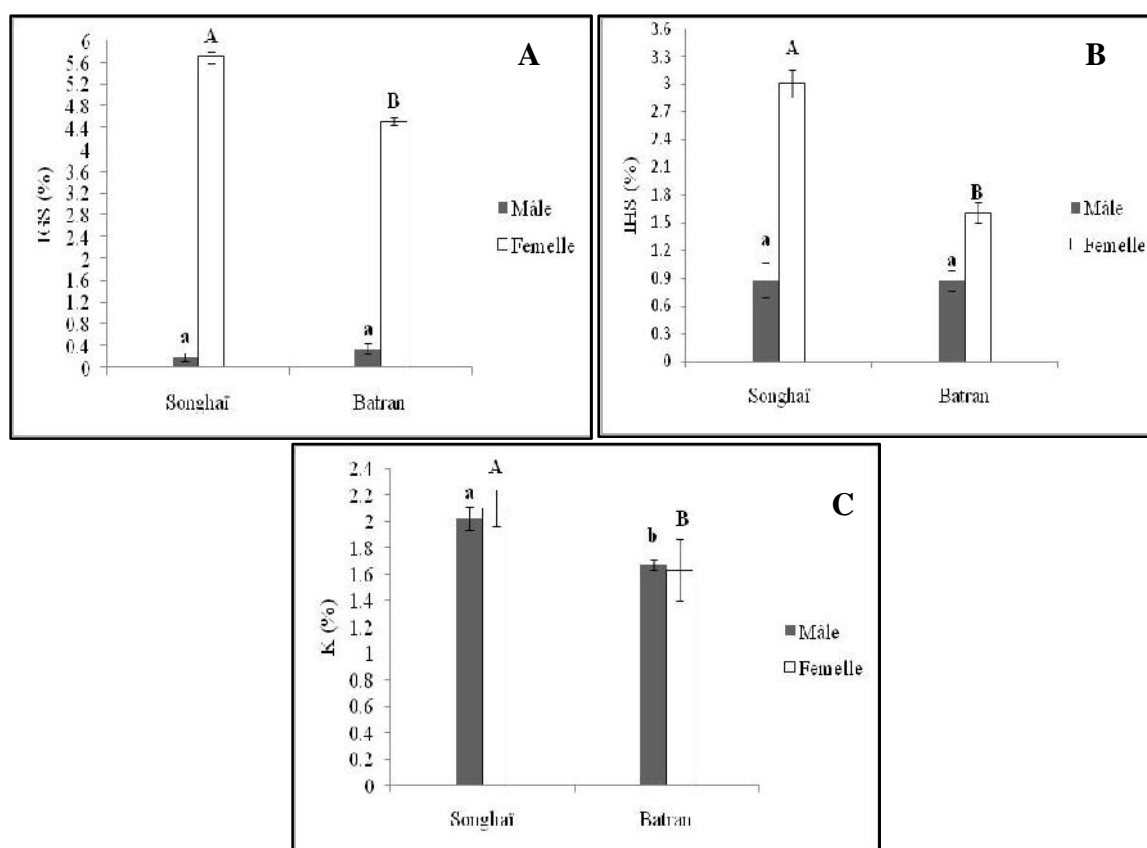 A
6
5.6
5.2
4.8
4.4
4
3.6
3.2
2.8
2.4
2
1.6
1.2
0.8
0.4
0
IGS (%)
A
B
a
a
Songhaï
Batran
Mâle
Femelle
B
3.6
3.3
3
2.7
2.4
2.1
1.8
1.5
1.2
0.9
0.6
0.3
0
IHS (%)
A
B
a
a
Songhaï
Batran
Mâle
Femelle
C
2.4
2.2
2
1.8
1.6
1.4
1.2
1
0.8
0.6
0.4
0.2
0
K (%)
a
A
b
B
Songhaï
Batran
Mâle
Femelle